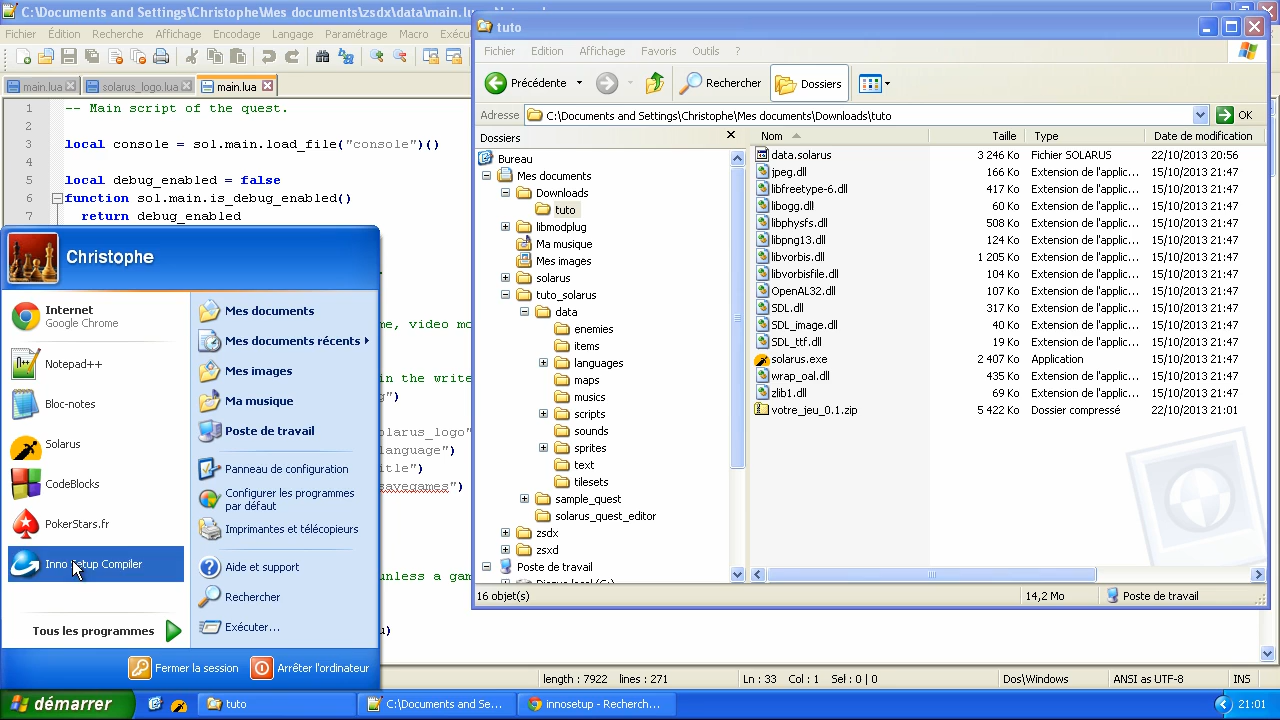 C:\Documents and Settings\Christophe\Mes documents\zsdx\data\main.lu
Fichier Édition Recherche Affichage Encodage Langage Paramétrage Macro Exécu
main.lua solarus_logo.lua main.lua
1 -- Main script of the quest.
2
3 local console = sol.main.load_file("console")()
4
5 local debug_enabled = false
6 function sol.main.is_debug_enabled()
7 return debug_enabled
me, video mo
in the write
g")
olarus_logo"
language")
itle")
savegames")
unless a ga
u)
length : 7922 lines : 271
Ln : 33 Col : 1 Sel : 0 | 0
Dos\Windows
ANSI as UTF-8
INS
tuto
Fichier Edition Affichage Favoris Outils ?
Précédente Rechercher Dossiers
Adresse C:\Documents and Settings\Christophe\Mes documents\Downloads\tuto OK
Dossiers
Bureau
Mes documents
Downloads
tuto
libmodplug
Ma musique
Mes images
solarus
tuto_solarus
data
enemies
items
languages
maps
musics
scripts
sounds
sprites
text
tilesets
sample_quest
solarus_quest_editor
zsdx
zsxd
Poste de travail
Nom Taille Type Date de modification
data.solarus 3 246 Ko Fichier SOLARUS 22/10/2013 20:56
jpeg.dll 172 Ko Extension de l'applic... 15/10/2013 21:47
libfreetype-6.dll 417 Ko Extension de l'applic... 15/10/2013 21:47
libogg.dll 60 Ko Extension de l'applic... 15/10/2013 21:47
libphysfs.dll 508 Ko Extension de l'applic... 15/10/2013 21:47
libpng13.dll 124 Ko Extension de l'applic... 15/10/2013 21:47
libvorbis.dll 1 205 Ko Extension de l'applic... 15/10/2013 21:47
libvorbisfile.dll 104 Ko Extension de l'applic... 15/10/2013 21:47
OpenAL32.dll 107 Ko Extension de l'applic... 15/10/2013 21:47
SDL.dll 308 Ko Extension de l'applic... 15/10/2013 21:47
SDL_image.dll 40 Ko Extension de l'applic... 15/10/2013 21:47
SDL_ttf.dll 19 Ko Extension de l'applic... 15/10/2013 21:47
solarus.exe 2 407 Ko Application 15/10/2013 21:47
wrap_oal.dll 435 Ko Extension de l'applic... 15/10/2013 21:47
zlib1.dll 69 Ko Extension de l'applic... 15/10/2013 21:47
votre_jeu_0.1.zip 5 422 Ko Dossier compressé 22/10/2013 21:01
16 objet(s) 14,2 Mo Poste de travail
Christophe
Internet
Google Chrome
Notepad++
Bloc-notes
Solarus
CodeBlocks
PokerStars.fr
Inno Setup Compiler
Tous les programmes
Mes documents
Mes documents récents
Mes images
Ma musique
Poste de travail
Panneau de configuration
Configurer les programmes
par défaut
Imprimantes et télécopieurs
Aide et support
Rechercher
Exécuter...
Fermer la session Arrêter l'ordinateur
démarrer tuto C:\Documents and Se... innosetup - Recherch... 21:01